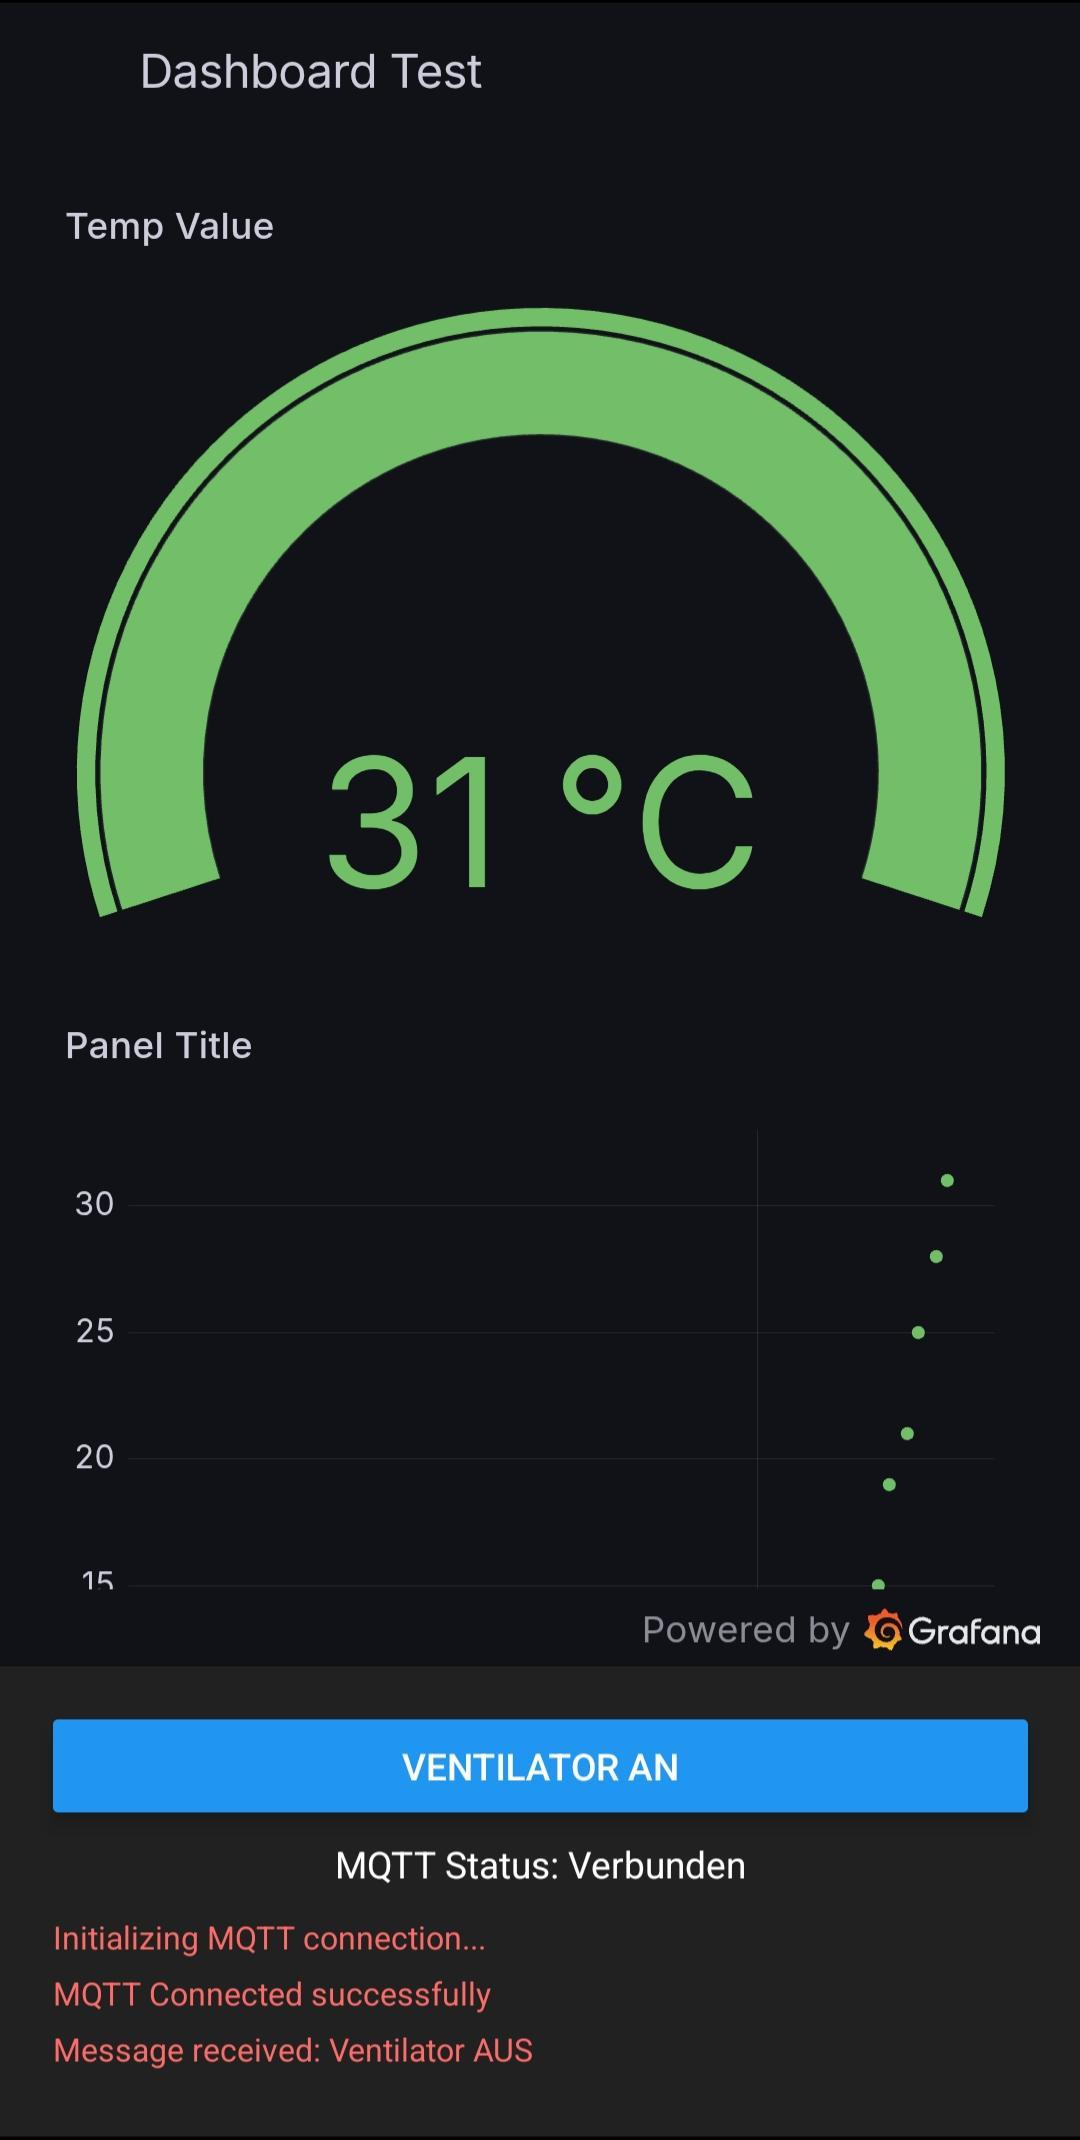 Dashboard Test
Temp Value
31 °C
Panel Title
30
25
20
15
Powered by Grafana
VENTILATOR AN
MQTT Status: Verbunden
Initializing MQTT connection...
MQTT Connected successfully
Message received: Ventilator AUS